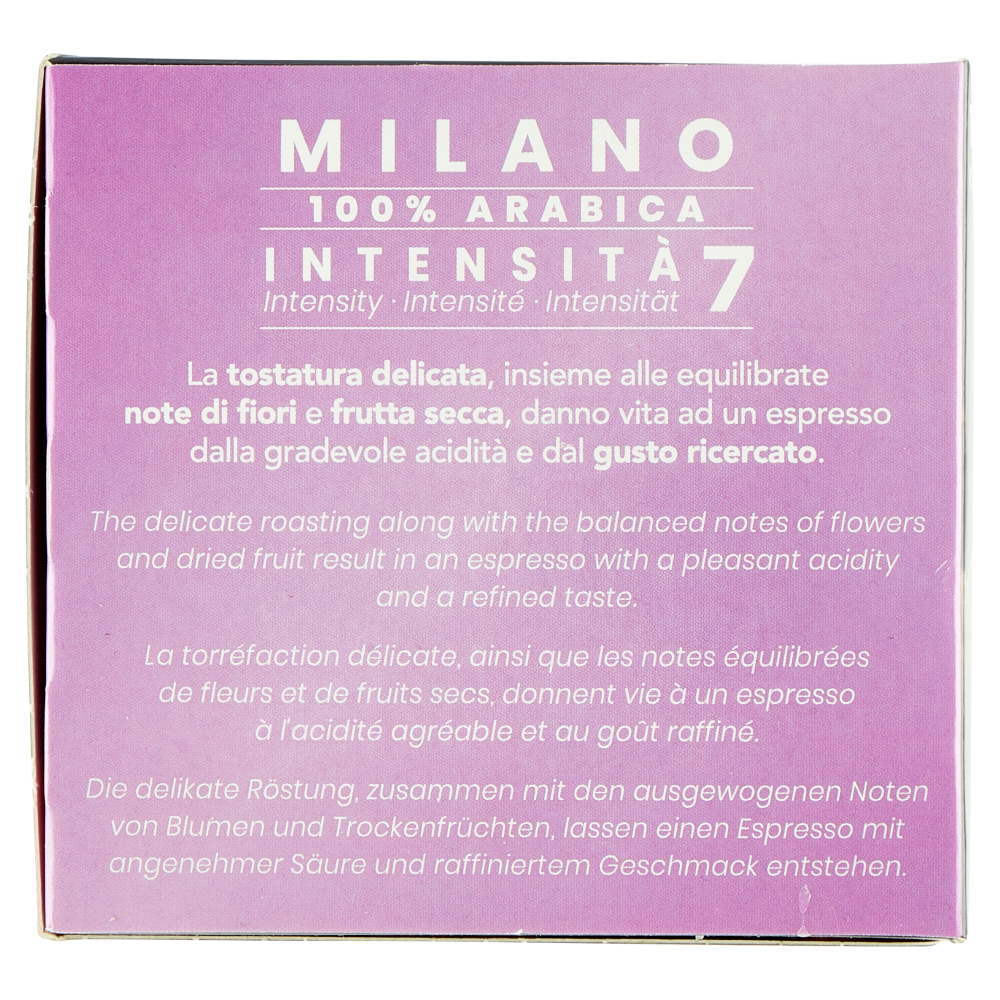 MILANO
100% ARABICA
INTENSITÀ 7
Intensity · Intensité · Intensität
La tostatura delicata, insieme alle equilibrate
note di fiori e frutta secca, danno vita ad un espresso
dalla gradevole acidità e dal gusto ricercato.
The delicate roasting along with the balanced notes of flowers
and dried fruit result in an espresso with a pleasant acidity
and a refined taste.
La torréfaction délicate, ainsi que les notes équilibrées
de fleurs et de fruits secs, donnent vie à un espresso
à l'acidité agréable et au goût raffiné.
Die delikate Röstung, zusammen mit den ausgewogenen Noten
von Blumen und Trockenfrüchten, lassen einen Espresso mit
angenehmer Säure und raffiniertem Geschmack entstehen.